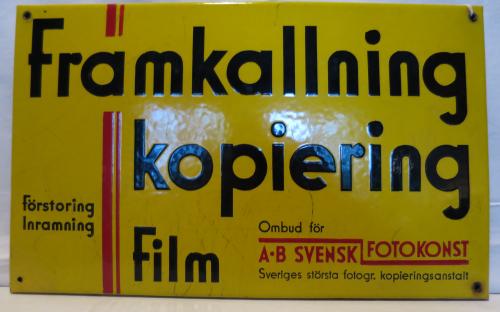 Framkallning
kopiering
Förstoring
Inramning
Film
Ombud för
A-B SVENSK FOTOKONST
Sveriges största fotogr. kopieringsanstalt